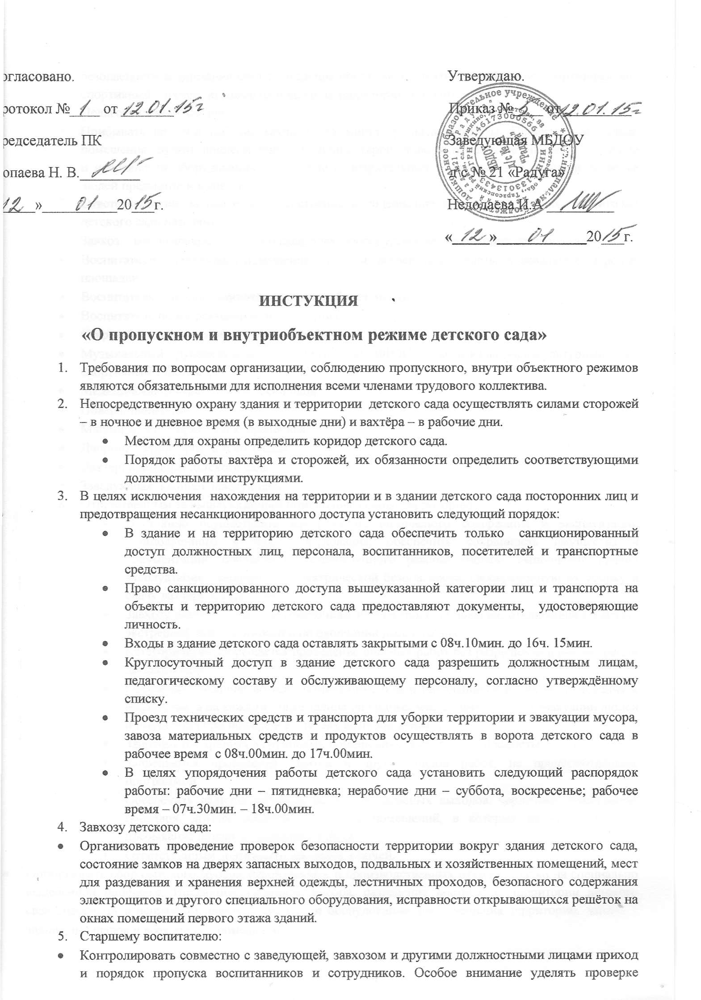 огласовано.
ротокол № 1 от 12.01.15г
редседатель ПК
опаева Н. В.
12 » 01 2015г.
Утверждаю.
Приказ № 5 от 12.01.15г
Заведующая МБДОУ
д/с № 21 «Радуга»
Недолаева И.А
« 12 » 01 2015г.
дошкольное образовательное учреждение
МБДОУ
д/с № 21
"Радуга"
ИНСТУКЦИЯ
«О пропускном и внутриобъектном режиме детского сада»
1. Требования по вопросам организации, соблюдению пропускного, внутри объектного режимов
являются обязательными для исполнения всеми членами трудового коллектива.
2. Непосредственную охрану здания и территории детского сада осуществлять силами сторожей
– в ночное и дневное время (в выходные дни) и вахтёра – в рабочие дни.
• Местом для охраны определить коридор детского сада.
• Порядок работы вахтёра и сторожей, их обязанности определить соответствующими
должностными инструкциями.
3. В целях исключения нахождения на территории и в здании детского сада посторонних лиц и
предотвращения несанкционированного доступа установить следующий порядок:
• В здание и на территорию детского сада обеспечить только санкционированный
доступ должностных лиц, персонала, воспитанников, посетителей и транспортные
средства.
• Право санкционированного доступа вышеуказанной категории лиц и транспорта на
объекты и территорию детского сада предоставляют документы, удостоверяющие
личность.
• Входы в здание детского сада оставлять закрытыми с 08ч.10мин. до 16ч. 15мин.
• Круглосуточный доступ в здание детского сада разрешить должностным лицам,
педагогическому составу и обслуживающему персоналу, согласно утверждённому
списку.
• Проезд технических средств и транспорта для уборки территории и эвакуации мусора,
завоза материальных средств и продуктов осуществлять в ворота детского сада в
рабочее время с 08ч.00мин. до 17ч.00мин.
• В целях упорядочения работы детского сада установить следующий распорядок
работы: рабочие дни – пятидневка; нерабочие дни – суббота, воскресенье; рабочее
время – 07ч.30мин. – 18ч.00мин.
4. Завхозу детского сада:
• Организовать проведение проверок безопасности территории вокруг здания детского сада,
состояние замков на дверях запасных выходов, подвальных и хозяйственных помещений, мест
для раздевания и хранения верхней одежды, лестничных проходов, безопасного содержания
электрощитов и другого специального оборудования, исправности открывающихся решёток на
окнах помещений первого этажа зданий.
5. Старшему воспитателю:
• Контролировать совместно с заведующей, завхозом и другими должностными лицами приход
и порядок пропуска воспитанников и сотрудников. Особое внимание уделять проверке